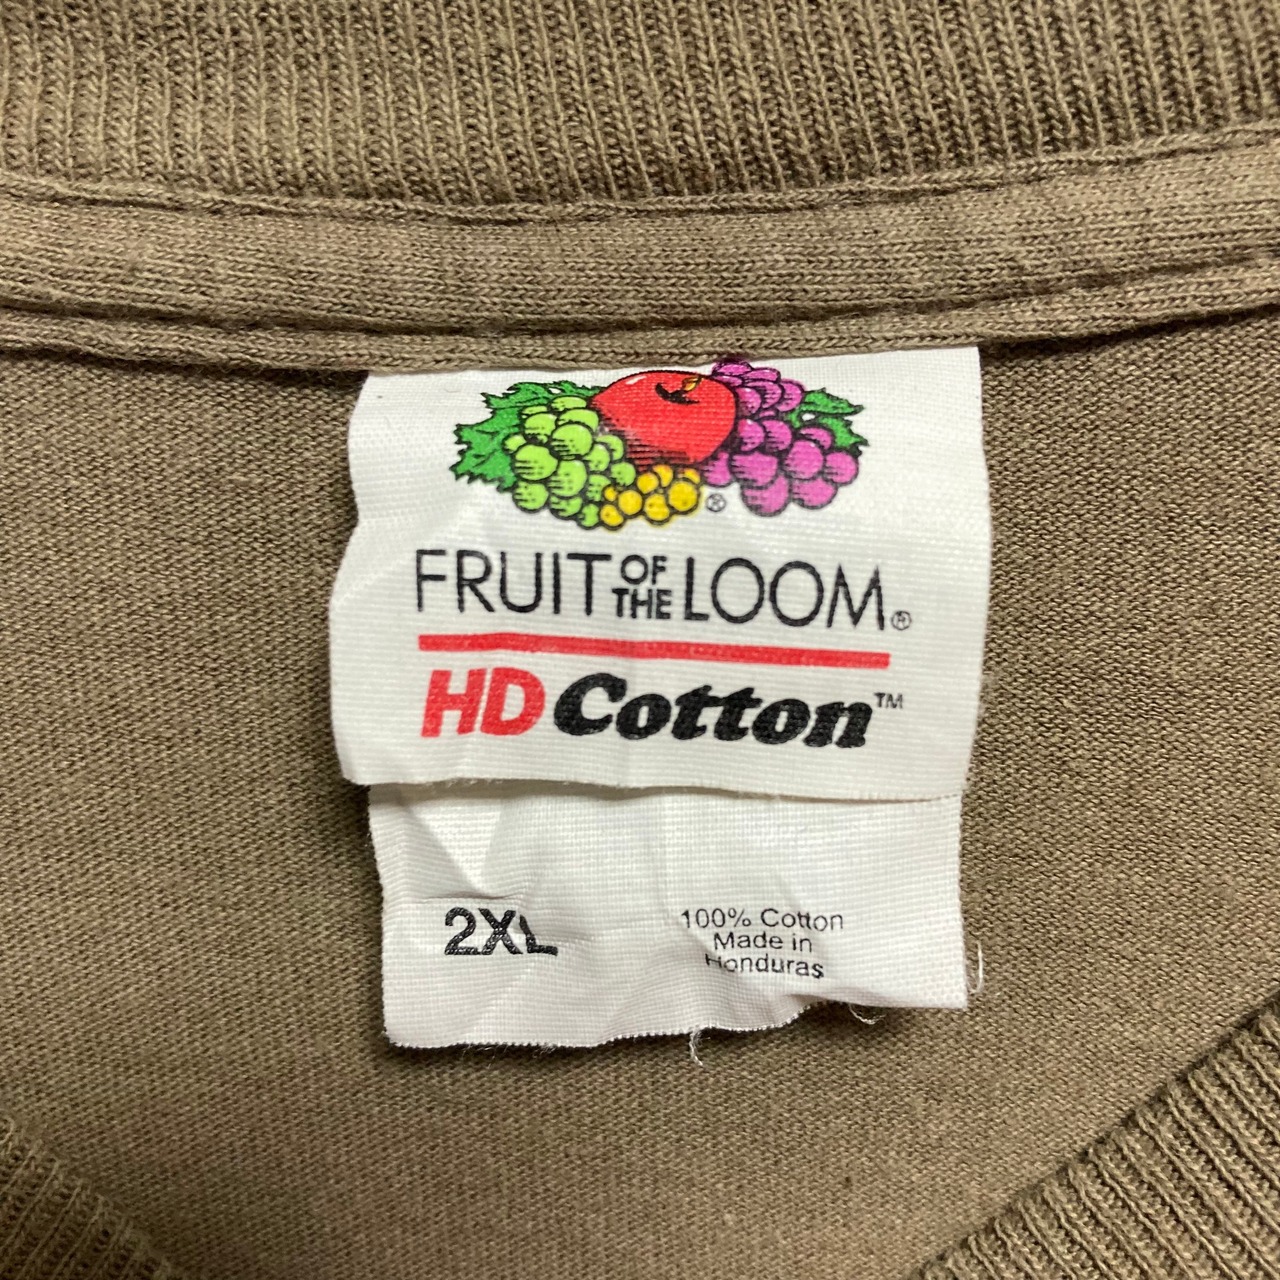 ®
FRUIT OF THE LOOM®
HD Cotton™
2XL
100% Cotton
Made in
Honduras